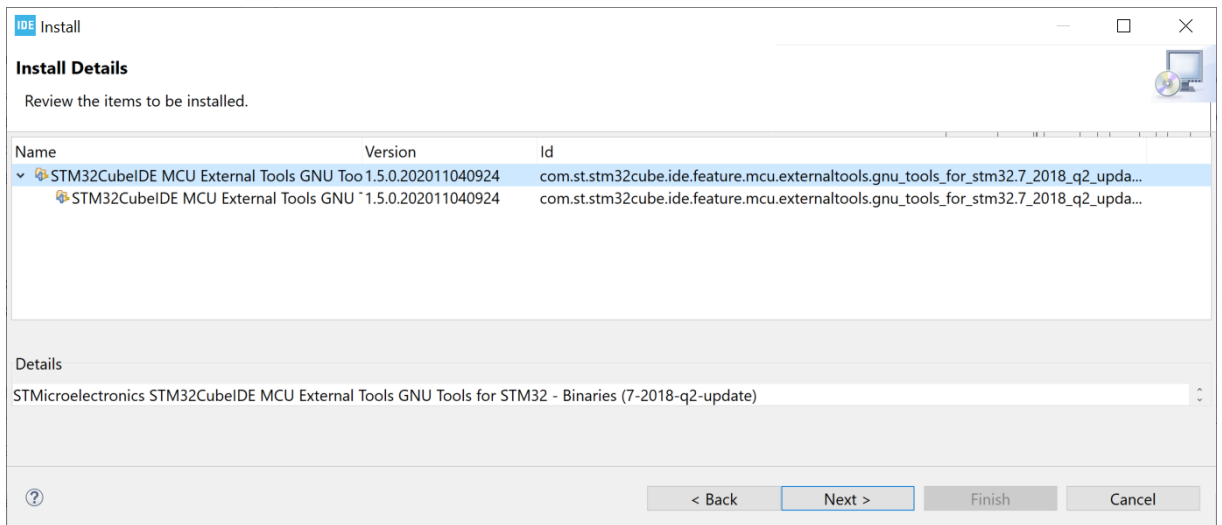 IDE Install
Install Details
Review the items to be installed.
Name Version Id
STM32CubeIDE MCU External Tools GNU Too 1.5.0.202011040924 com.st.stm32cube.ide.feature.mcu.externaltools.gnu_tools_for_stm32.7_2018_q2_upda...
STM32CubeIDE MCU External Tools GNU 1.5.0.202011040924 com.st.stm32cube.ide.feature.mcu.externaltools.gnu_tools_for_stm32.7_2018_q2_upda...
Details
STMicroelectronics STM32CubeIDE MCU External Tools GNU Tools for STM32 - Binaries (7-2018-q2-update)
? < Back Next > Finish Cancel